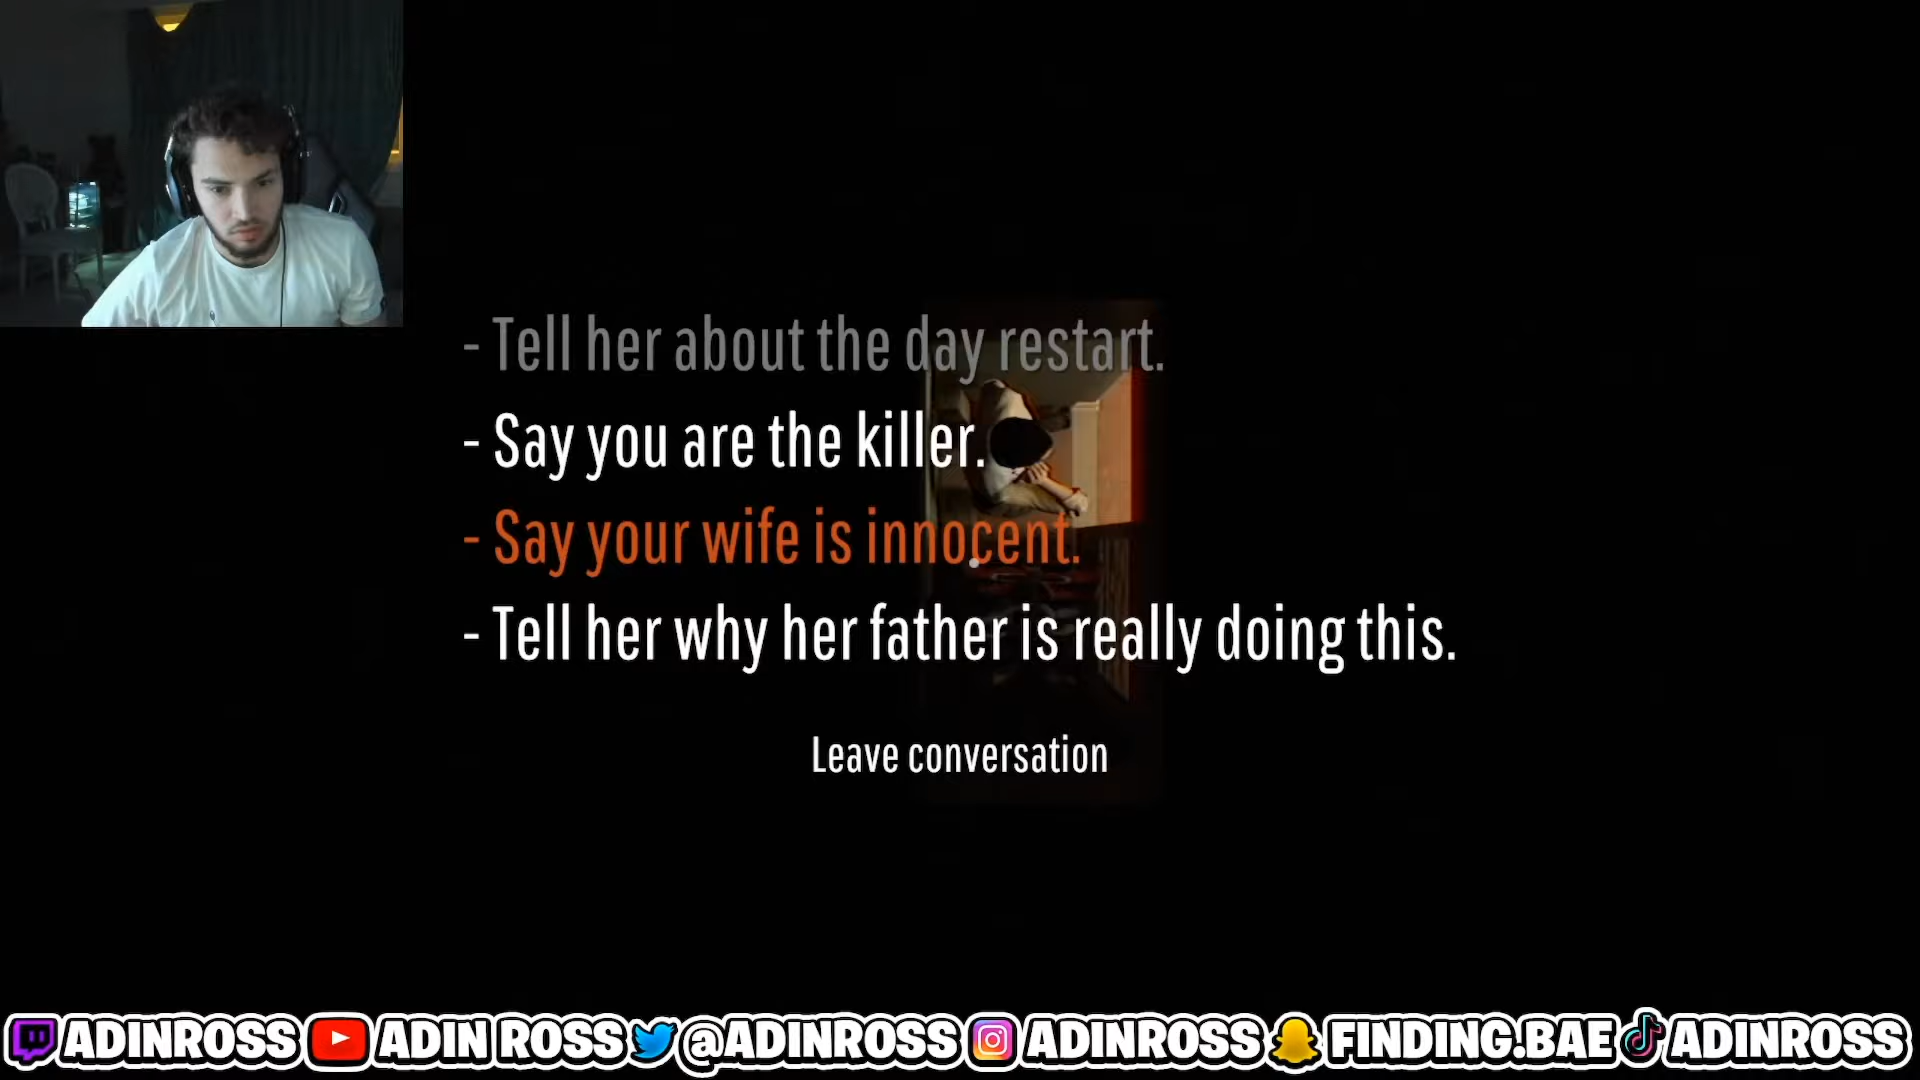 - Tell her about the day restart.
- Say you are the killer.
- Say your wife is innocent.
- Tell her why her father is really doing this.
Leave conversation
ADINROSS ADIN ROSS @ADINROSS ADINROSS FINDING.BAE ADINROSS